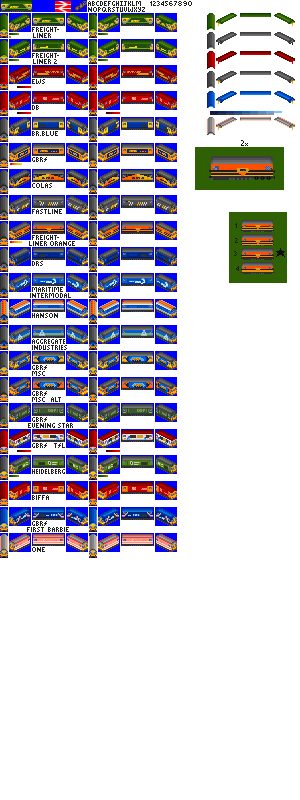 ABCDEFGHIJKLM 1234567890
NOPQRSTUVWXYZ
FREIGHT-
LINER
FREIGHT-
LINER 2
EWS
DB
BR.BLUE
2x
GBRf
COLAS
FASTLINE
1
FREIGHT-
LINER ORANGE
2
3
DRS
4
MARITIME
INTERMODAL
HANSON
AGGREGATE
INDUSTRIES
GBRf
MSC
GBRf
MSC ALT
GBRf
EVENING STAR
GBRf TfL
HEIDELBERG
BIFFA
GBRf
FIRST BARBIE
ONE